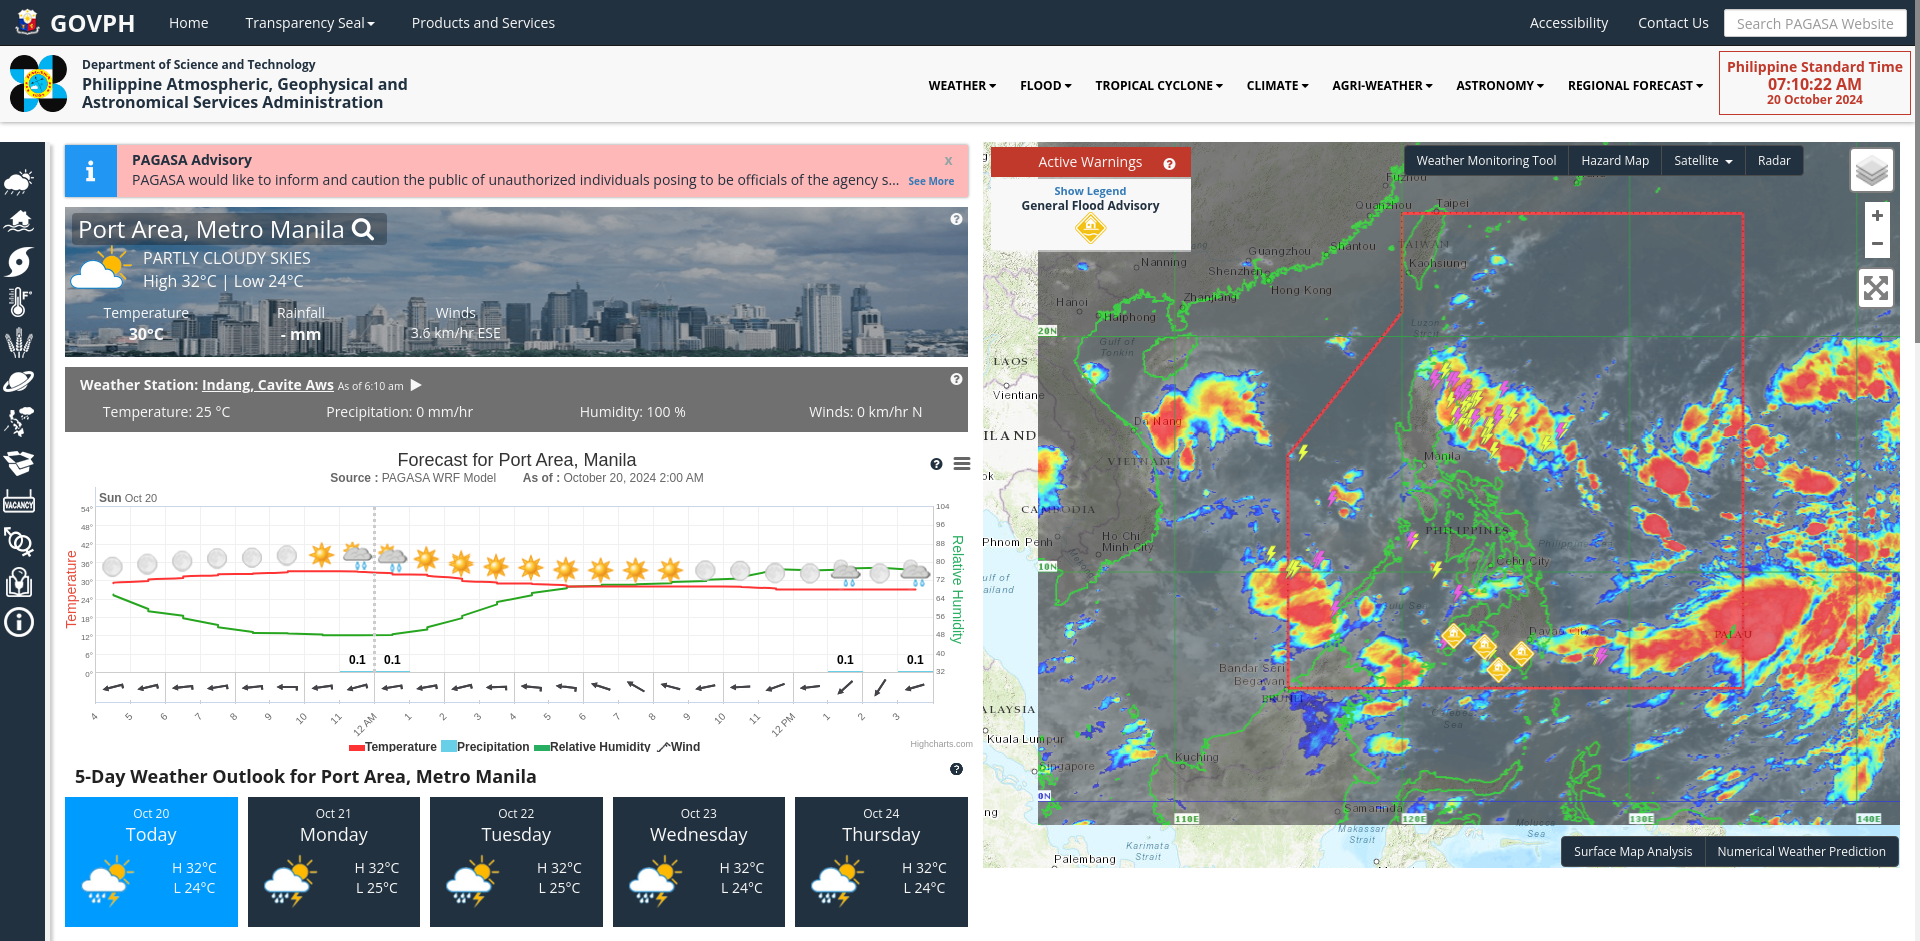 GOVPH
Home
Transparency Seal
Products and Services
Accessibility
Contact Us
Search PAGASA Website
Department of Science and Technology
Philippine Atmospheric, Geophysical and
Astronomical Services Administration
WEATHER
FLOOD
TROPICAL CYCLONE
CLIMATE
AGRI-WEATHER
ASTRONOMY
REGIONAL FORECAST
Philippine Standard Time
07:10:22 AM
20 October 2024
PAGASA Advisory
x
PAGASA would like to inform and caution the public of unauthorized individuals posing to be officials of the agency s... See More
Port Area, Metro Manila
PARTLY CLOUDY SKIES
High 32°C | Low 24°C
Temperature
Rainfall
Winds
30°C
- mm
3.6 km/hr ESE
Weather Station: Indang, Cavite Aws As of 6:10 am
Temperature: 25 °C
Precipitation: 0 mm/hr
Humidity: 100 %
Winds: 0 km/hr N
VACANCY
Forecast for Port Area, Manila
Source : PAGASA WRF Model As of : October 20, 2024 2:00 AM
Sun Oct 20
Temperature
54°
48°
42°
36°
30°
24°
18°
12°
6°
0°
104
96
88
80
72
64
56
48
40
32
Relative Humidity
0.1
0.1
0.1
0.1
4
5
6
7
8
9
10
11
12 AM
1
2
3
4
5
6
7
8
9
10
11
12 PM
1
2
3
Temperature
Precipitation
Relative Humidity
Wind
Highcharts.com
5-Day Weather Outlook for Port Area, Metro Manila
Oct 20
Today
H 32°C
L 24°C
Oct 21
Monday
H 32°C
L 25°C
Oct 22
Tuesday
H 32°C
L 25°C
Oct 23
Wednesday
H 32°C
L 24°C
Oct 24
Thursday
H 32°C
L 24°C
Active Warnings
Show Legend
General Flood Advisory
Weather Monitoring Tool
Hazard Map
Satellite
Radar
+
−
Fuzhou
Quanzhou
Taipei
TAIWAN
Kaohsiung
Guangzhou
Shantou
Nanning
Shenzhen
Hong Kong
Zhanjiang
Hanoi
Haiphong
Gulf of
Tonkin
Luzon
Strait
20N
LAOS
Vientiane
Da Nang
ILAND
VIETNAM
Manila
CAMBODIA
Phnom Penh
Ho Chi
Minh City
PHILIPPINES
Cebu City
10N
Sulu Sea
Davao City
PALAU
Bandar Seri
Begawan
BRUNEI
ALAYSIA
Kuala Lumpur
Singapore
Kuching
Samarinda
0N
110E
120E
130E
140E
Makassar
Strait
Molucca
Sea
Karimata
Strait
Palembang
Surface Map Analysis
Numerical Weather Prediction